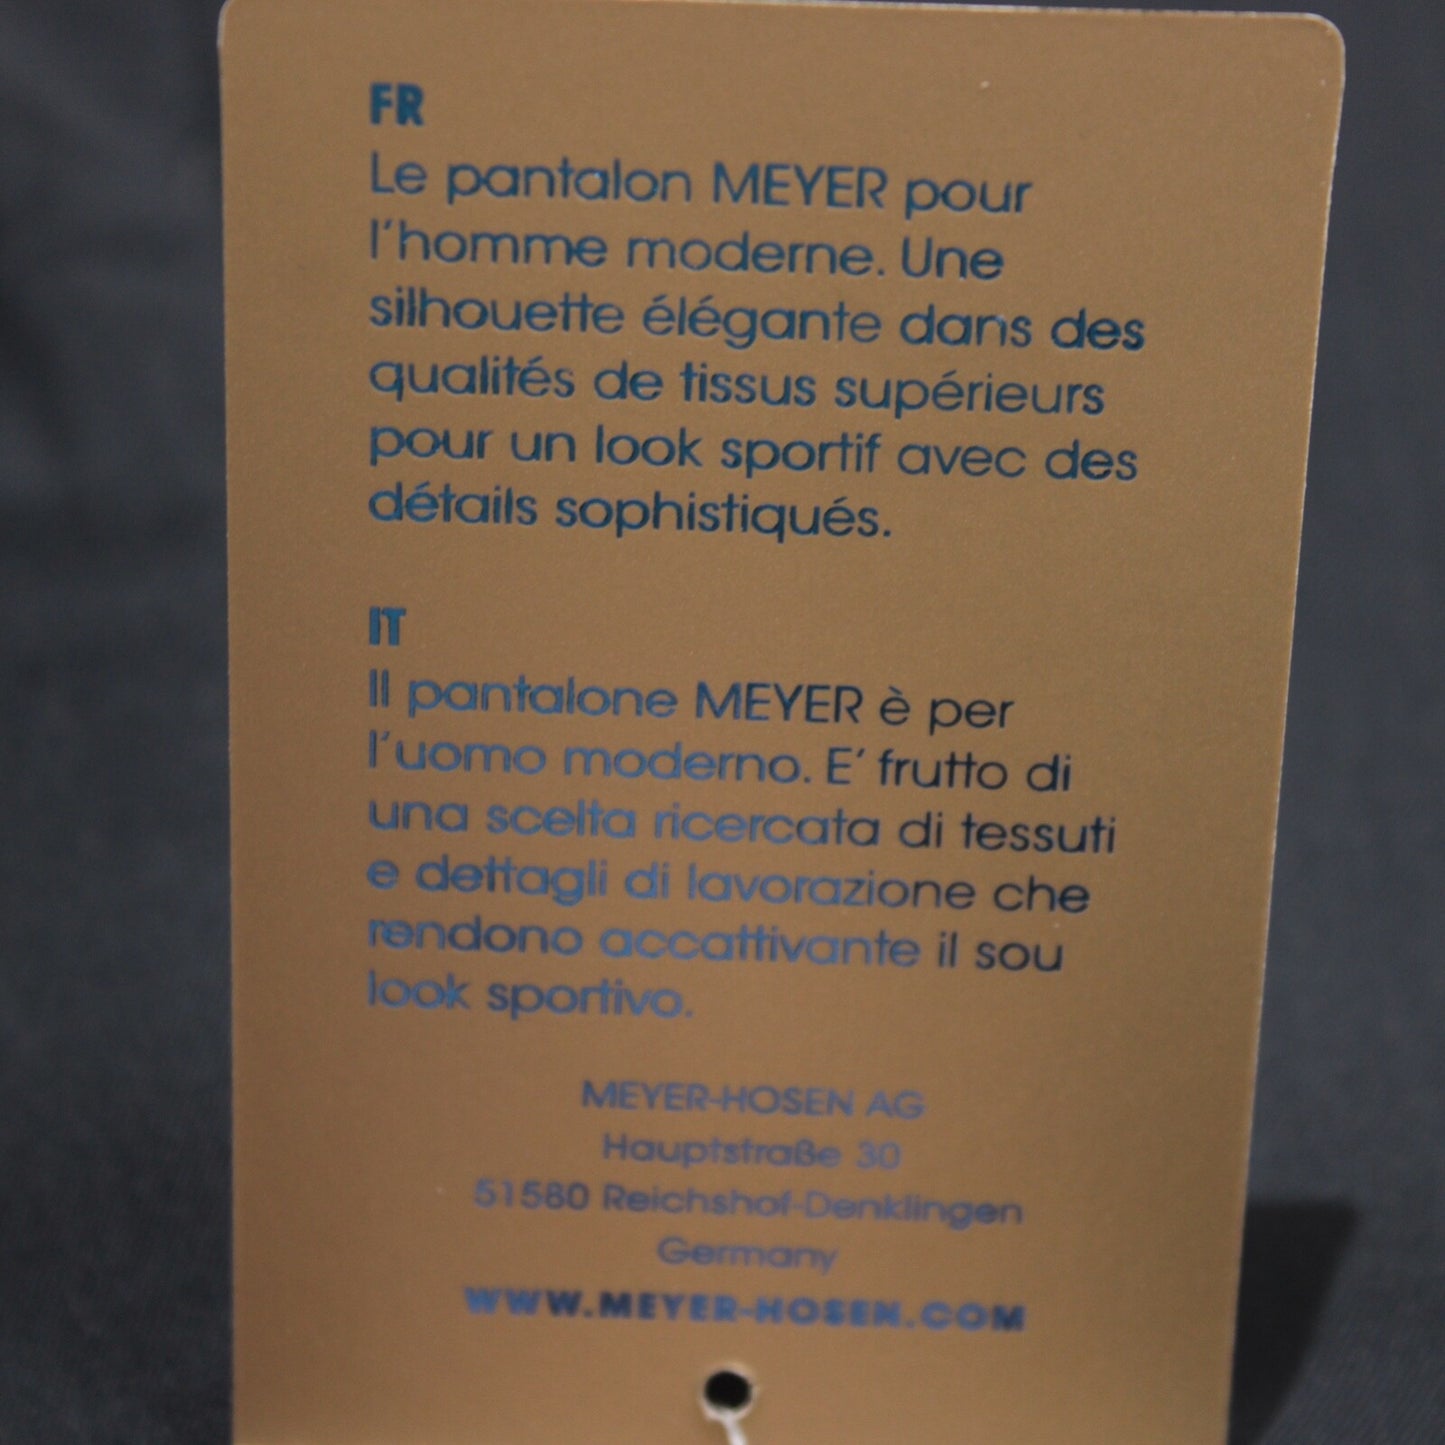 FR
Le pantalon MEYER pour
l'homme moderne. Une
silhouette élégante dans des
qualités de tissus supérieurs
pour un look sportif avec des
détails sophistiqués.
IT
Il pantalone MEYER è per
l'uomo moderno. E' frutto di
una scelta ricercata di tessuti
e dettagli di lavorazione che
rendono accattivante il sou
look sportivo.
MEYER-HOSEN AG
Hauptstraße 30
51580 Reichshof-Denklingen
Germany
WWW.MEYER-HOSEN.COM